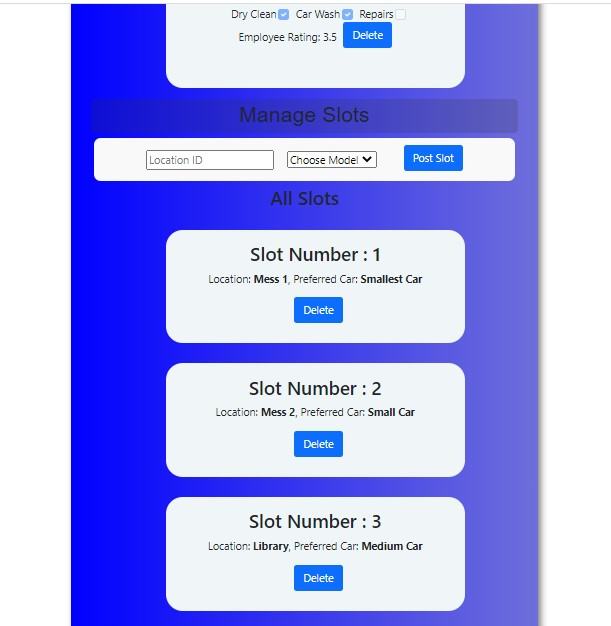 Dry Clean Car Wash Repairs
Employee Rating: 3.5 Delete
Manage Slots
Location ID Choose Model Post Slot
All Slots
Slot Number : 1
Location: Mess 1, Preferred Car: Smallest Car
Delete
Slot Number : 2
Location: Mess 2, Preferred Car: Small Car
Delete
Slot Number : 3
Location: Library, Preferred Car: Medium Car
Delete